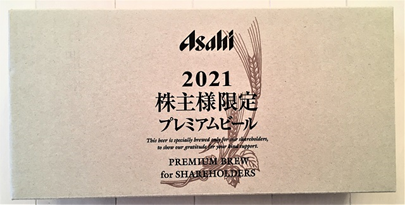 Asahi
2021
株主様限定
プレミアムビール
This beer is specially brewed only for our shareholders,
to show our gratitude for your kind support.
PREMIUM BREW
for SHAREHOLDERS